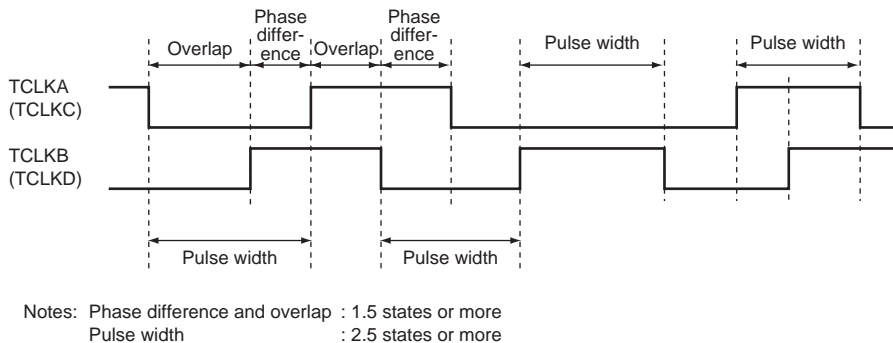 Phase
differ-
ence
Phase
differ-
ence
Overlap
Overlap
Pulse width
Pulse width
TCLKA
(TCLKC)
TCLKB
(TCLKD)
Pulse width
Pulse width
Notes: Phase difference and overlap : 1.5 states or more
Pulse width : 2.5 states or more